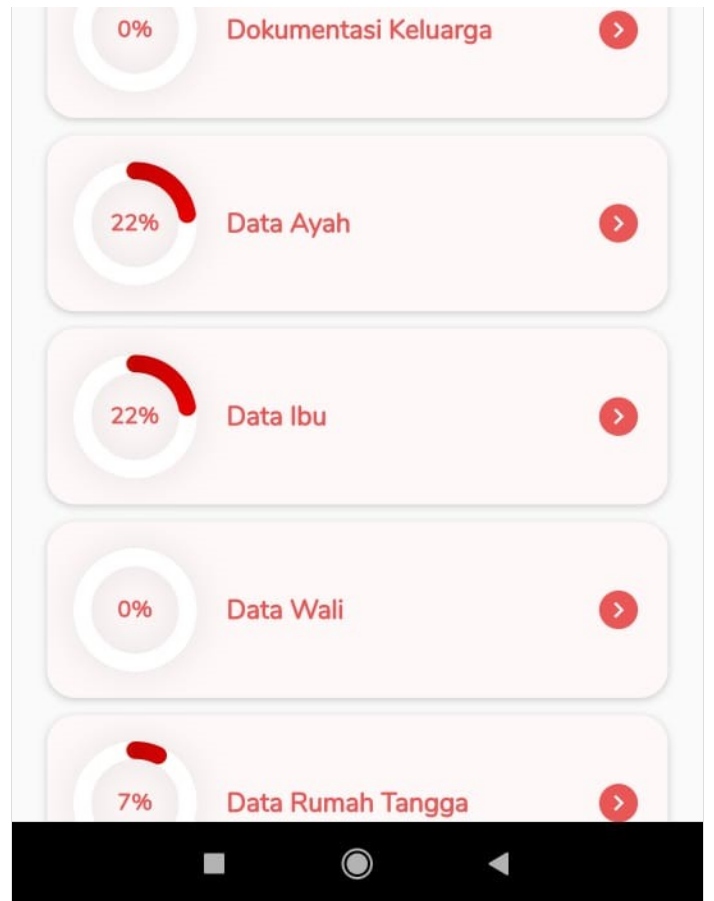 0% Dokumentasi Keluarga
22% Data Ayah
22% Data Ibu
0% Data Wali
7% Data Rumah Tangga